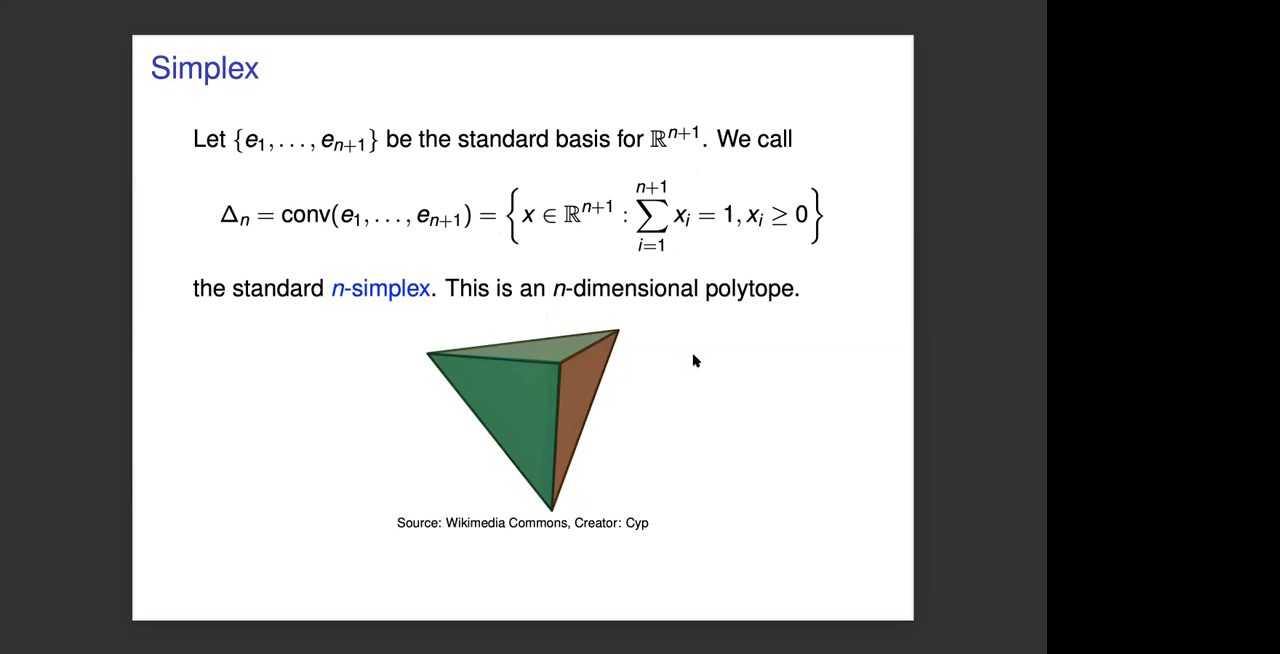 Simplex
Let {e₁, . . . , eₙ₊₁} be the standard basis for ℝⁿ⁺¹. We call
Δₙ = conv(e₁, . . . , eₙ₊₁) = { x ∈ ℝⁿ⁺¹ : ∑ᵢ₌₁ⁿ⁺¹ xᵢ = 1, xᵢ ≥ 0 }
the standard n-simplex. This is an n-dimensional polytope.
Source: Wikimedia Commons, Creator: Cyp